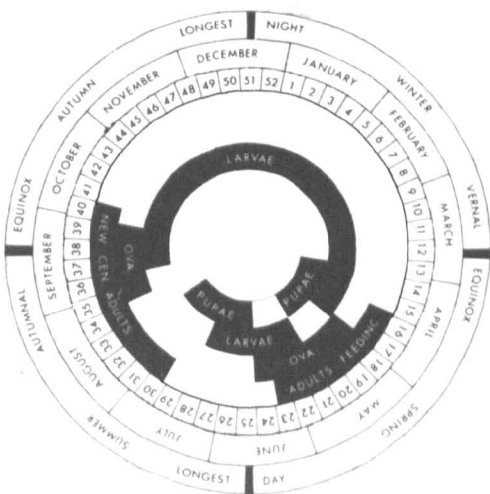 LONGEST NIGHT
WINTER
VERNAL EQUINOX
SPRING
LONGEST DAY
SUMMER
AUTUMNAL EQUINOX
AUTUMN
DECEMBER
JANUARY
FEBRUARY
MARCH
APRIL
MAY
JUNE
JULY
AUGUST
SEPTEMBER
OCTOBER
NOVEMBER
1 2 3 4 5 6 7 8 9 10 11 12 13 14 15 16 17 18 19 20 21 22 23 24 25 26 27 28 29 30 31 32 33 34 35 36 37 38 39 40 41 42 43 44 45 46 47 48 49 50 51 52
LARVAE
NEW GEN ADULTS
OVA
PUPAE
PUPAE
LARVAE
OVA
ADULTS FEEDING